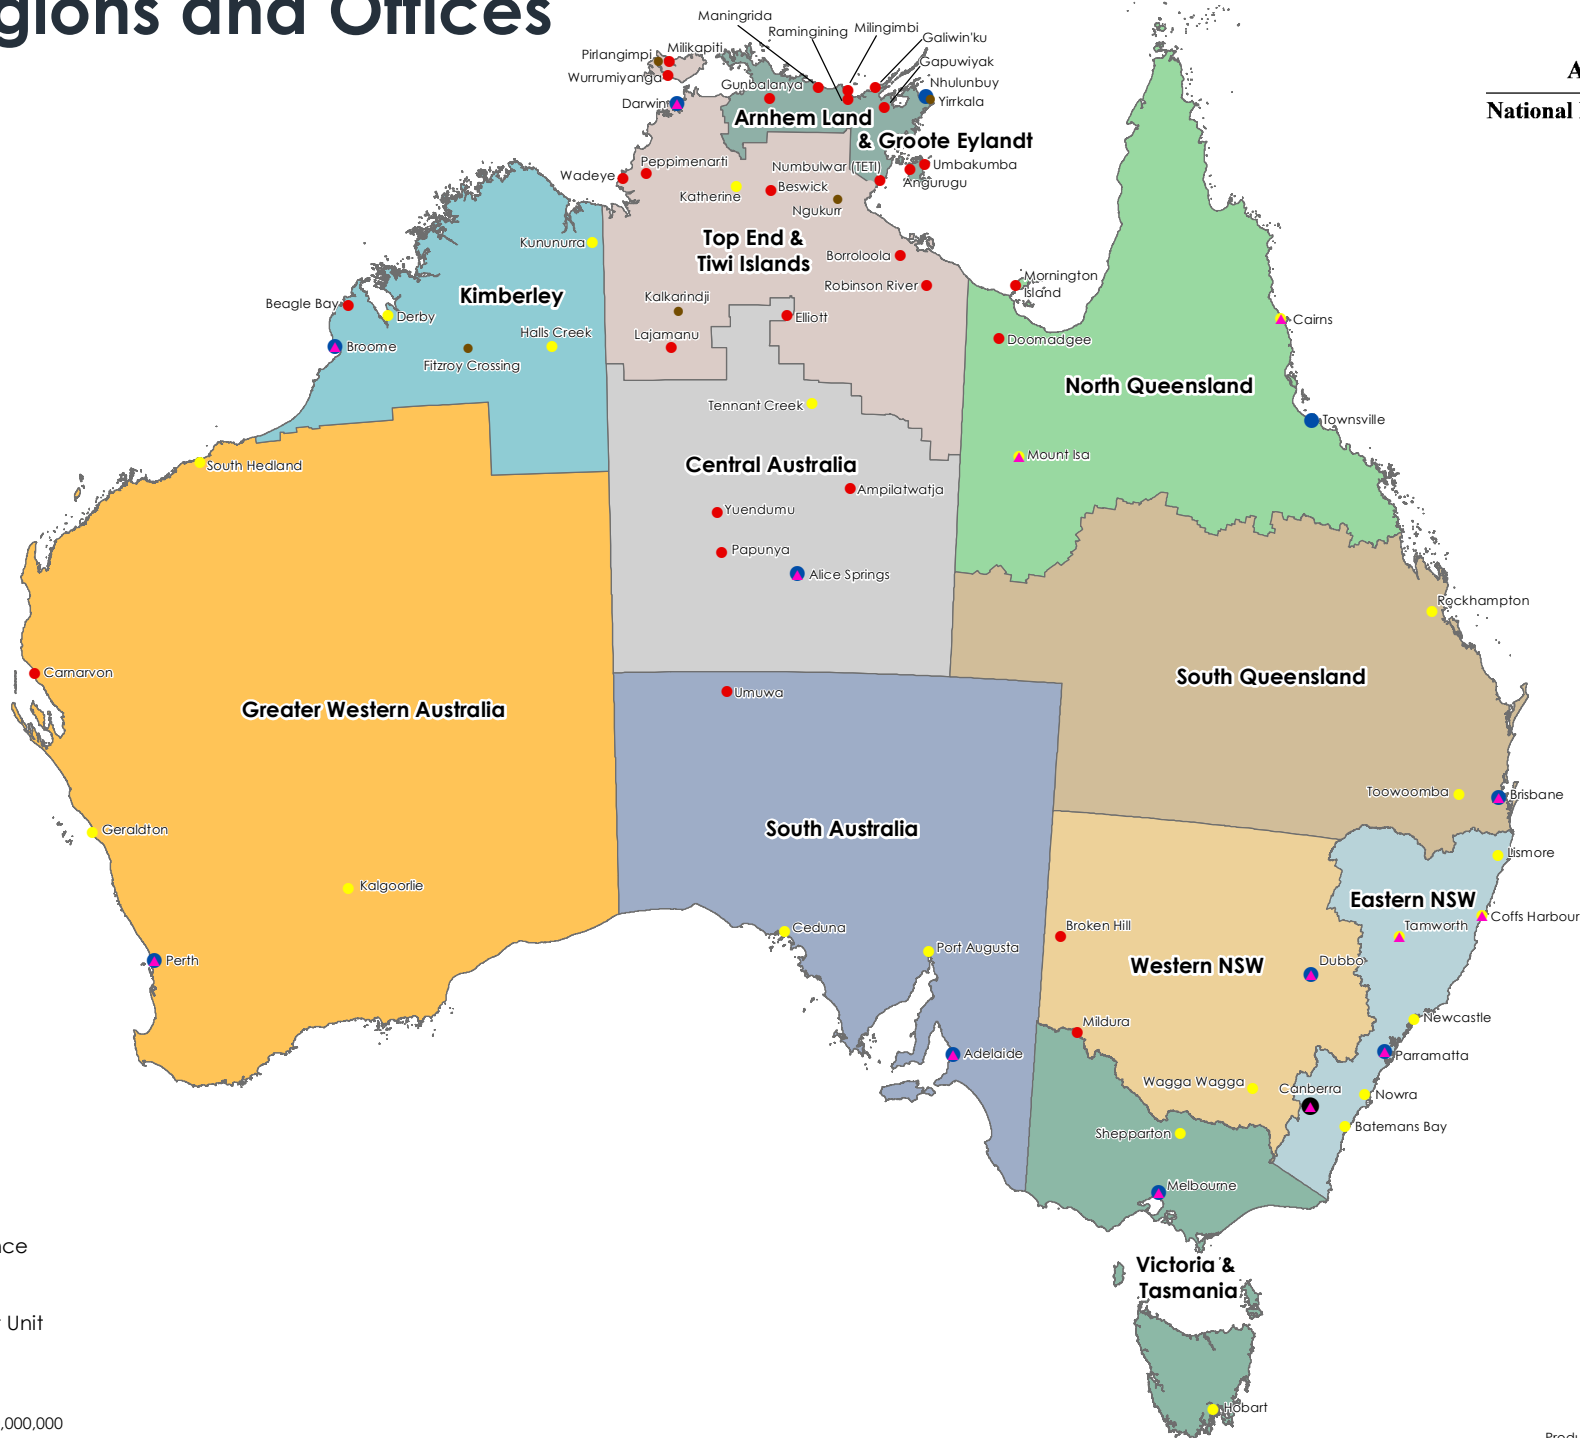 gions and Offices
A
National
Maningrida
Ramingining
Milingimbi
Galiwin'ku
Gapuwiyak
Nhulunbuy
Yirrkala
Pirlangimpi
Milikapiti
Wurrumiyanga
Gunbalanya
Darwin
Arnhem Land
& Groote Eylandt
Numbulwar (TETI)
Umbakumba
Angurugu
Wadeye
Peppimenarti
Katherine
Beswick
Ngukurr
Top End &
Tiwi Islands
Kununurra
Borroloola
Robinson River
Mornington
Island
Kimberley
Kalkarindji
Beagle Bay
Derby
Elliott
Cairns
Halls Creek
Lajamanu
Doomadgee
Broome
Fitzroy Crossing
North Queensland
Tennant Creek
Townsville
South Hedland
Central Australia
Mount Isa
Ampilatwatja
Yuendumu
Papunya
Alice Springs
Rockhampton
Carnarvon
Umuwa
South Queensland
Greater Western Australia
Toowoomba
Brisbane
Geraldton
South Australia
Lismore
Kalgoorlie
Eastern NSW
Coffs Harbour
Tamworth
Ceduna
Port Augusta
Broken Hill
Perth
Western NSW
Dubbo
Mildura
Newcastle
Adelaide
Parramatta
Wagga Wagga
Canberra
Nowra
Shepparton
Batemans Bay
Melbourne
nce
Victoria &
Tasmania
Unit
Hobart
,000,000
Produ